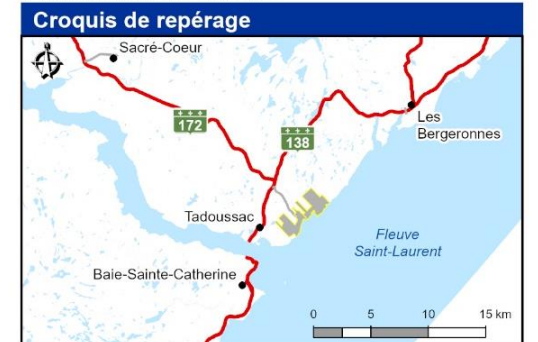 Croquis de repérage
Sacré-Coeur
172
138
Les
Bergeronnes
Tadoussac
Fleuve
Saint-Laurent
Baie-Sainte-Catherine
0 5 10 15 km